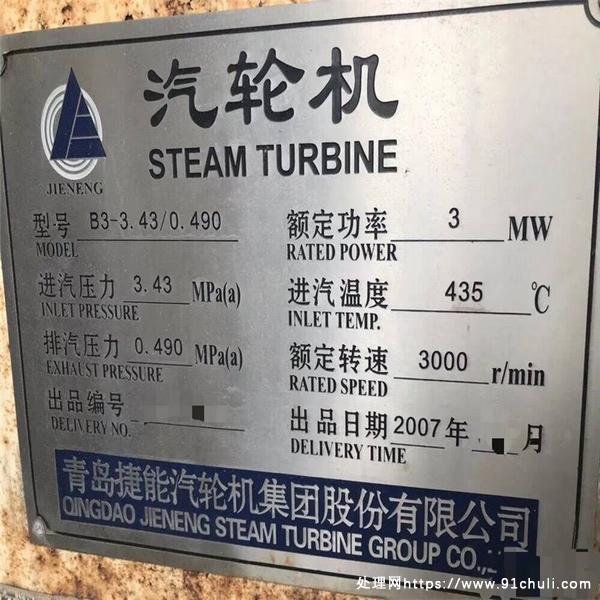 汽轮机
STEAM TURBINE
JIENENG
型号 B3-3.43/0.490 额定功率 3 MW
MODEL RATED POWER
进汽压力 3.43 MPa(a) 进汽温度 435 ℃
INLET PRESSURE INLET TEMP.
排汽压力 0.490 MPa(a) 额定转速 3000 r/min
EXHAUST PRESSURE RATED SPEED
出品编号 出品日期 2007年 月
DELIVERY NO. DELIVERY TIME
青岛捷能汽轮机集团股份有限公司
QINGDAO JIENENG STEAM TURBINE GROUP CO.,
处理网https://www.91chuli.com/